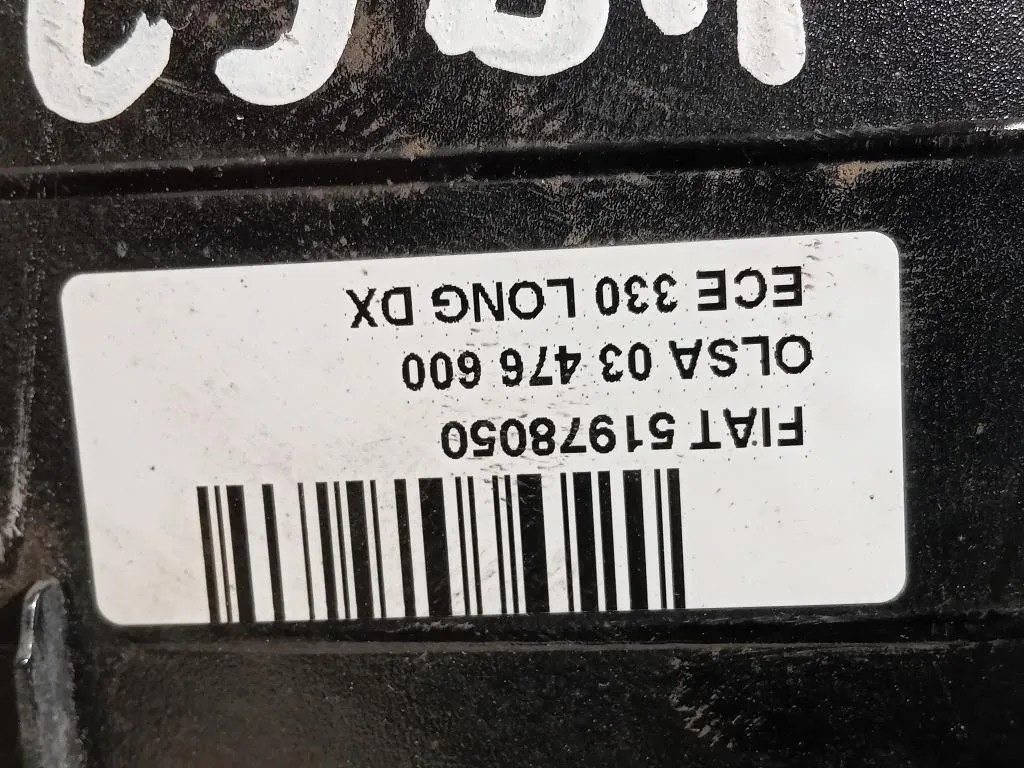 FIAT 51978050
OLSA 03 476 600
ECE 330 LONG DX